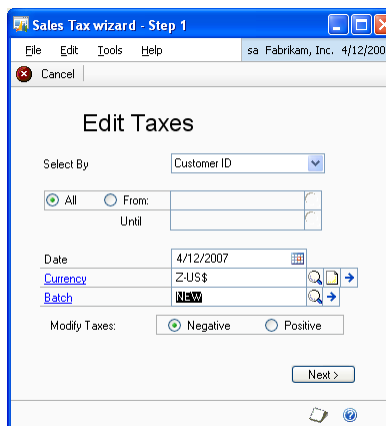 Sales Tax wizard - Step 1
File Edit Tools Help sa Fabrikam, Inc. 4/12/200
Cancel
Edit Taxes
Select By Customer ID
All From:
Until
Date 4/12/2007
Currency Z-US$
Batch NEW
Modify Taxes: Negative Positive
Next >